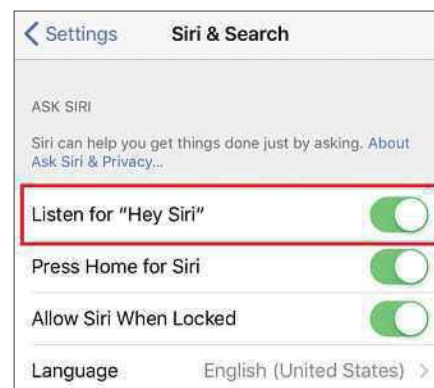 Settings Siri & Search
ASK SIRI
Siri can help you get things done just by asking. About
Ask Siri & Privacy...
Listen for "Hey Siri"
Press Home for Siri
Allow Siri When Locked
Language English (United States)